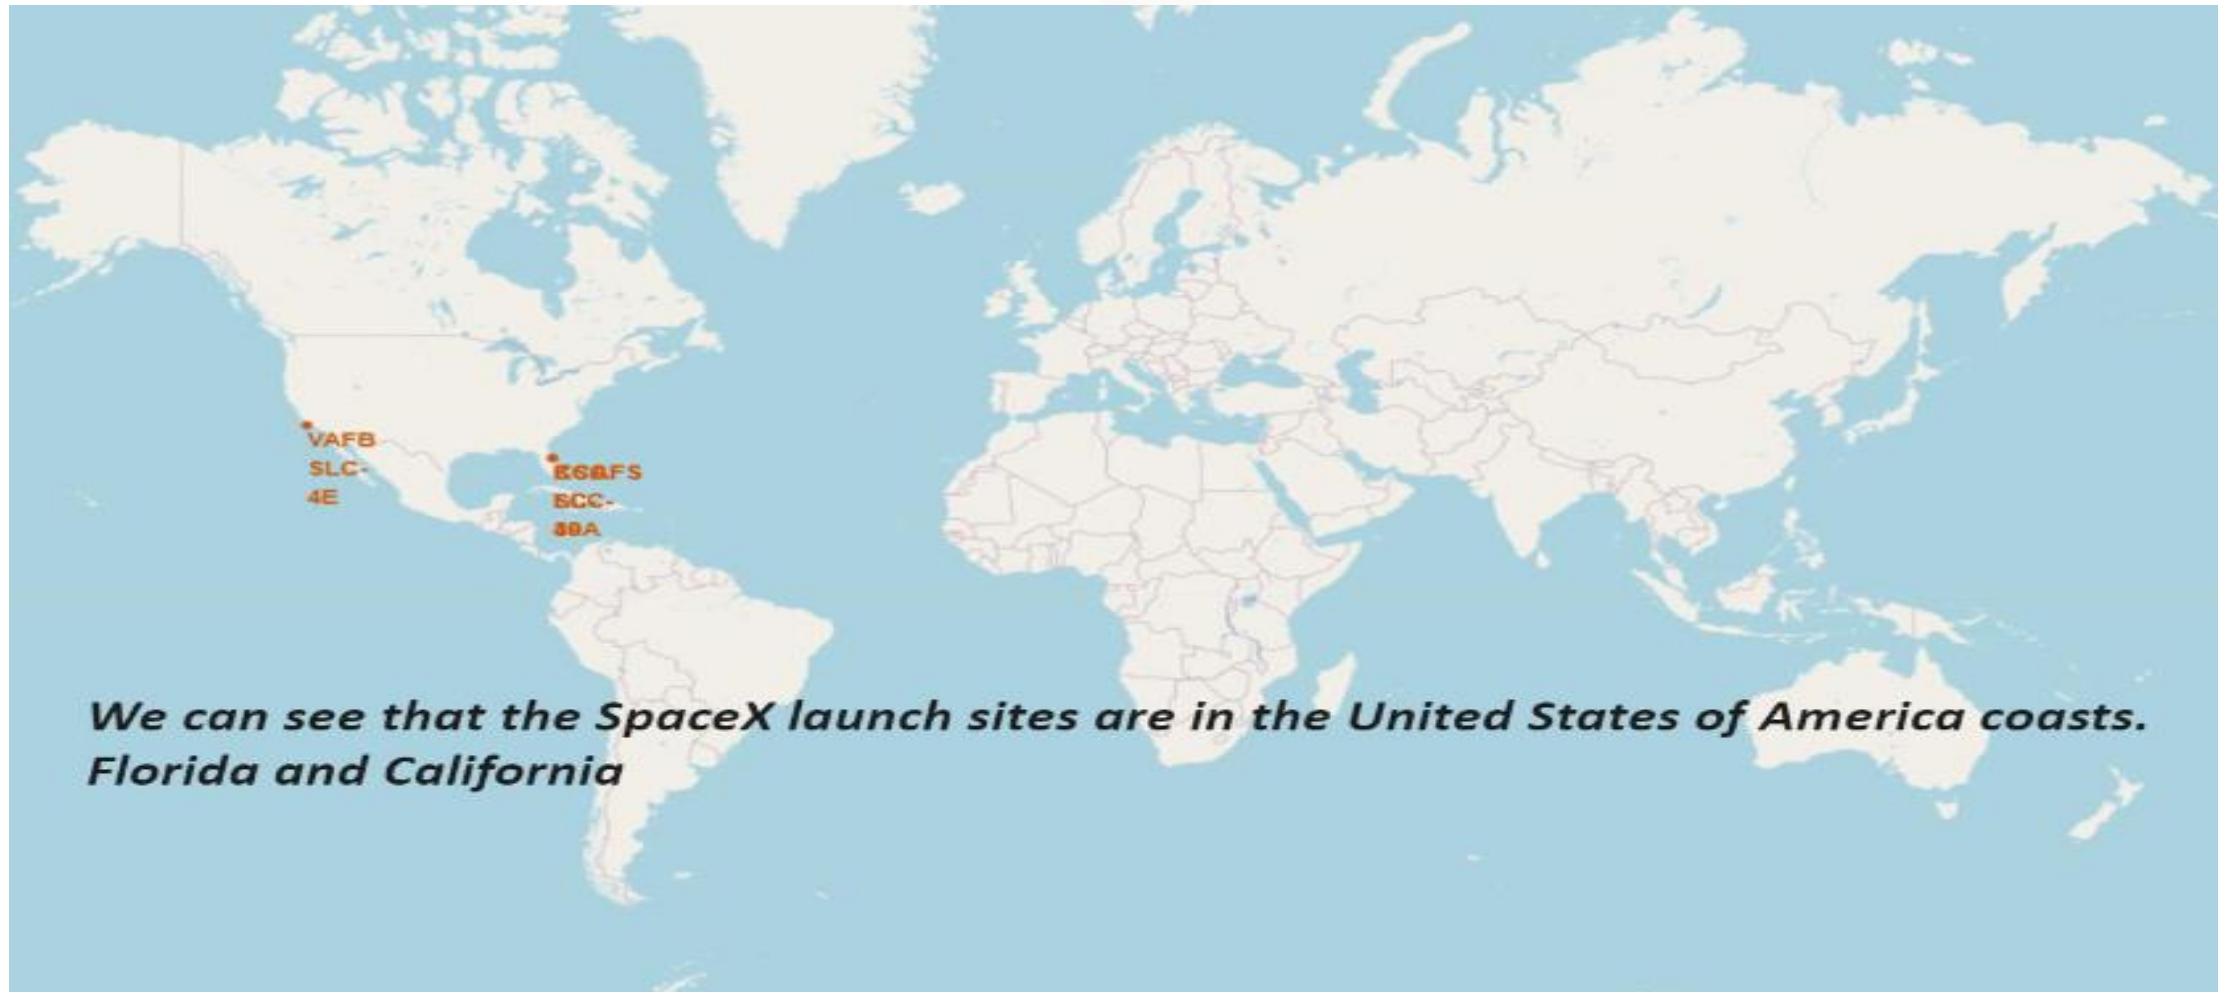 VAFB
SLC-
4E
We can see that the SpaceX launch sites are in the United States of America coasts.
Florida and California